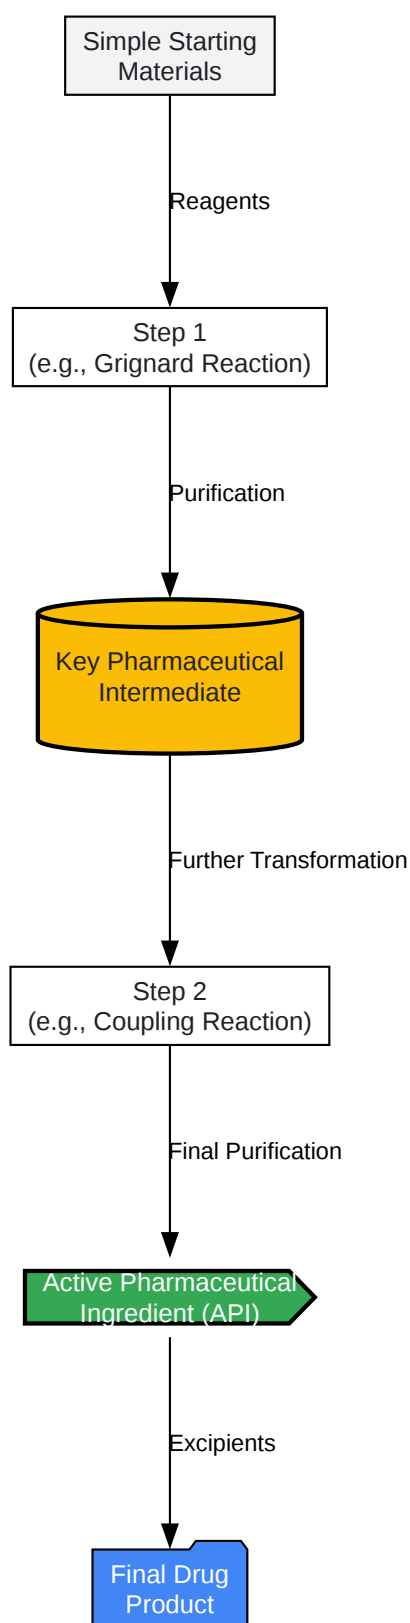 Simple Starting
Materials
Reagents
Step 1
(e.g., Grignard Reaction)
Purification
Key Pharmaceutical
Intermediate
Further Transformation
Step 2
(e.g., Coupling Reaction)
Final Purification
Active Pharmaceutical
Ingredient (API)
Excipients
Final Drug
Product